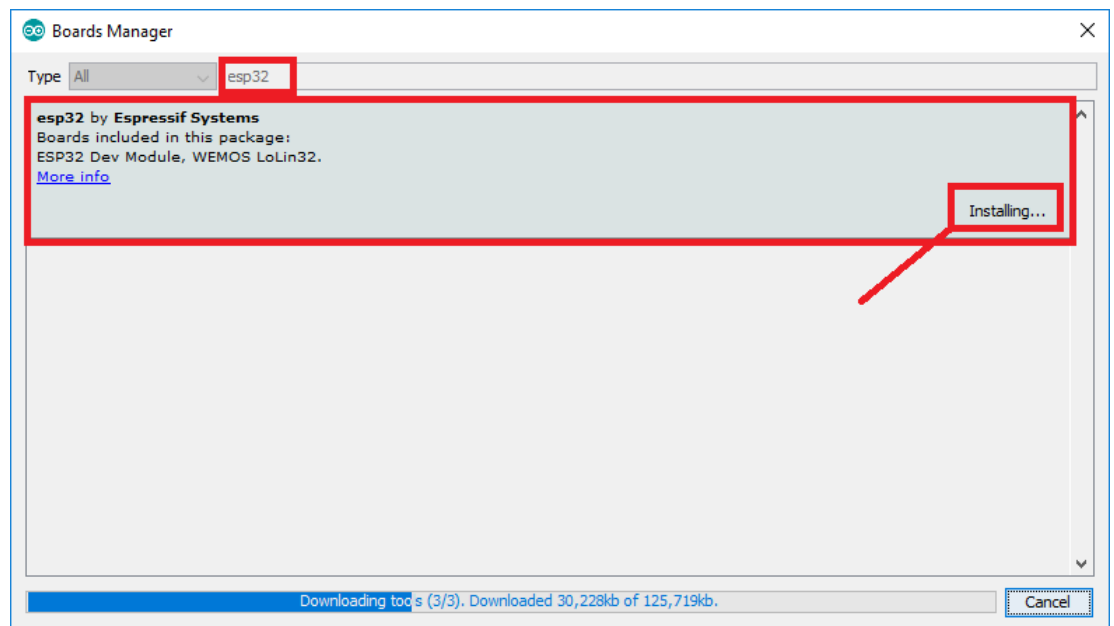 Boards Manager
Type All esp32
esp32 by Espressif Systems
Boards included in this package:
ESP32 Dev Module, WEMOS LoLin32.
More info
Installing...
Downloading tools (3/3). Downloaded 30,228kb of 125,719kb.
Cancel